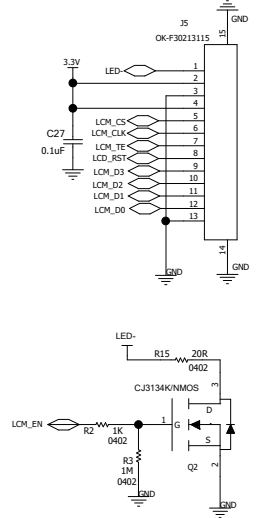 GND
15
J5
OK-F30213115
3.3V
LED-
1
2
3
4
LCM_CS
5
LCM_CLK
6
C27
LCM_TE
7
0.1uF
LCD_RST
8
LCM_D3
9
LCM_D2
10
LCM_D1
11
LCM_D0
12
13
14
GND
GND
LED-
R15 20R
0402
3
CJ3134K/NMOS
D
LCM_EN
R2
1K
0402
1
G
S
R3
1M
0402
Q2
2
GND
GND